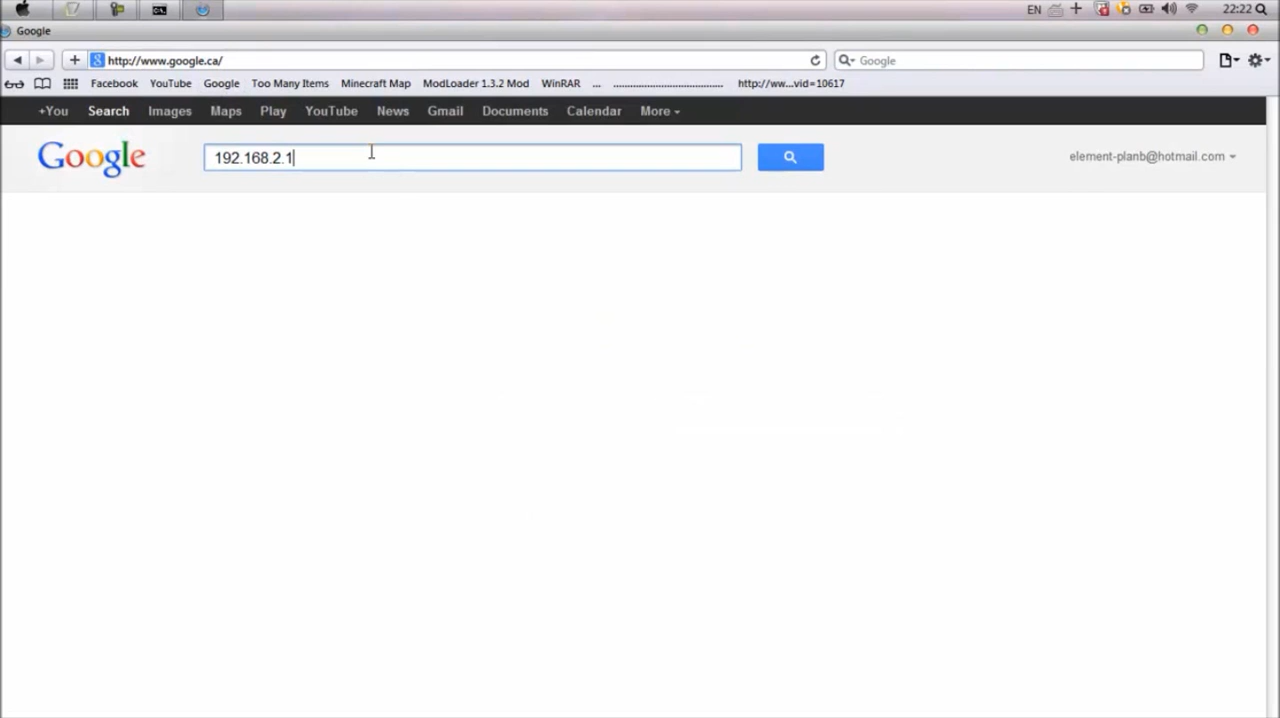 EN 22:22
Google
http://www.google.ca/ Google
Facebook YouTube Google Too Many Items Minecraft Map ModLoader 1.3.2 Mod WinRAR ... ........................................ http://ww...vid=10617
+You Search Images Maps Play YouTube News Gmail Documents Calendar More
Google 192.168.2.1 element-planb@hotmail.com